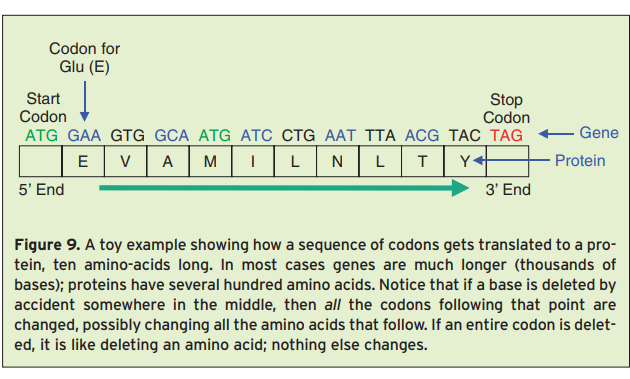 Codon for
Glu (E)
Start
Codon
Stop
Codon
ATG GAA GTG GCA ATG ATC CTG AAT TTA ACG TAC TAG
Gene
E V A M I L N L T Y
Protein
5' End
3' End
Figure 9. A toy example showing how a sequence of codons gets translated to a pro-
tein, ten amino-acids long. In most cases genes are much longer (thousands of
bases); proteins have several hundred amino acids. Notice that if a base is deleted by
accident somewhere in the middle, then all the codons following that point are
changed, possibly changing all the amino acids that follow. If an entire codon is delet-
ed, it is like deleting an amino acid; nothing else changes.